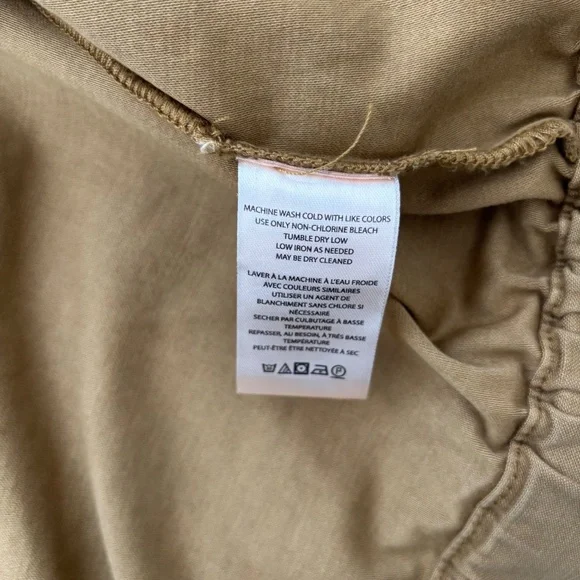 MACHINE WASH COLD WITH LIKE COLORS
USE ONLY NON-CHLORINE BLEACH
TUMBLE DRY LOW
LOW IRON AS NEEDED
MAY BE DRY CLEANED
LAVER À LA MACHINE À L'EAU FROIDE
AVEC COULEURS SIMILAIRES
UTILISER UN AGENT DE
BLANCHIMENT SANS CHLORE SI
NÉCESSAIRE
SECHER PAR CULBUTAGE À BASSE
TEMPERATURE
REPASSER, AU BESOIN, À TRÈS BASSE
TEMPÉRATURE
PEUT-ÊTRE ÊTRE NETTOYÉE À SEC